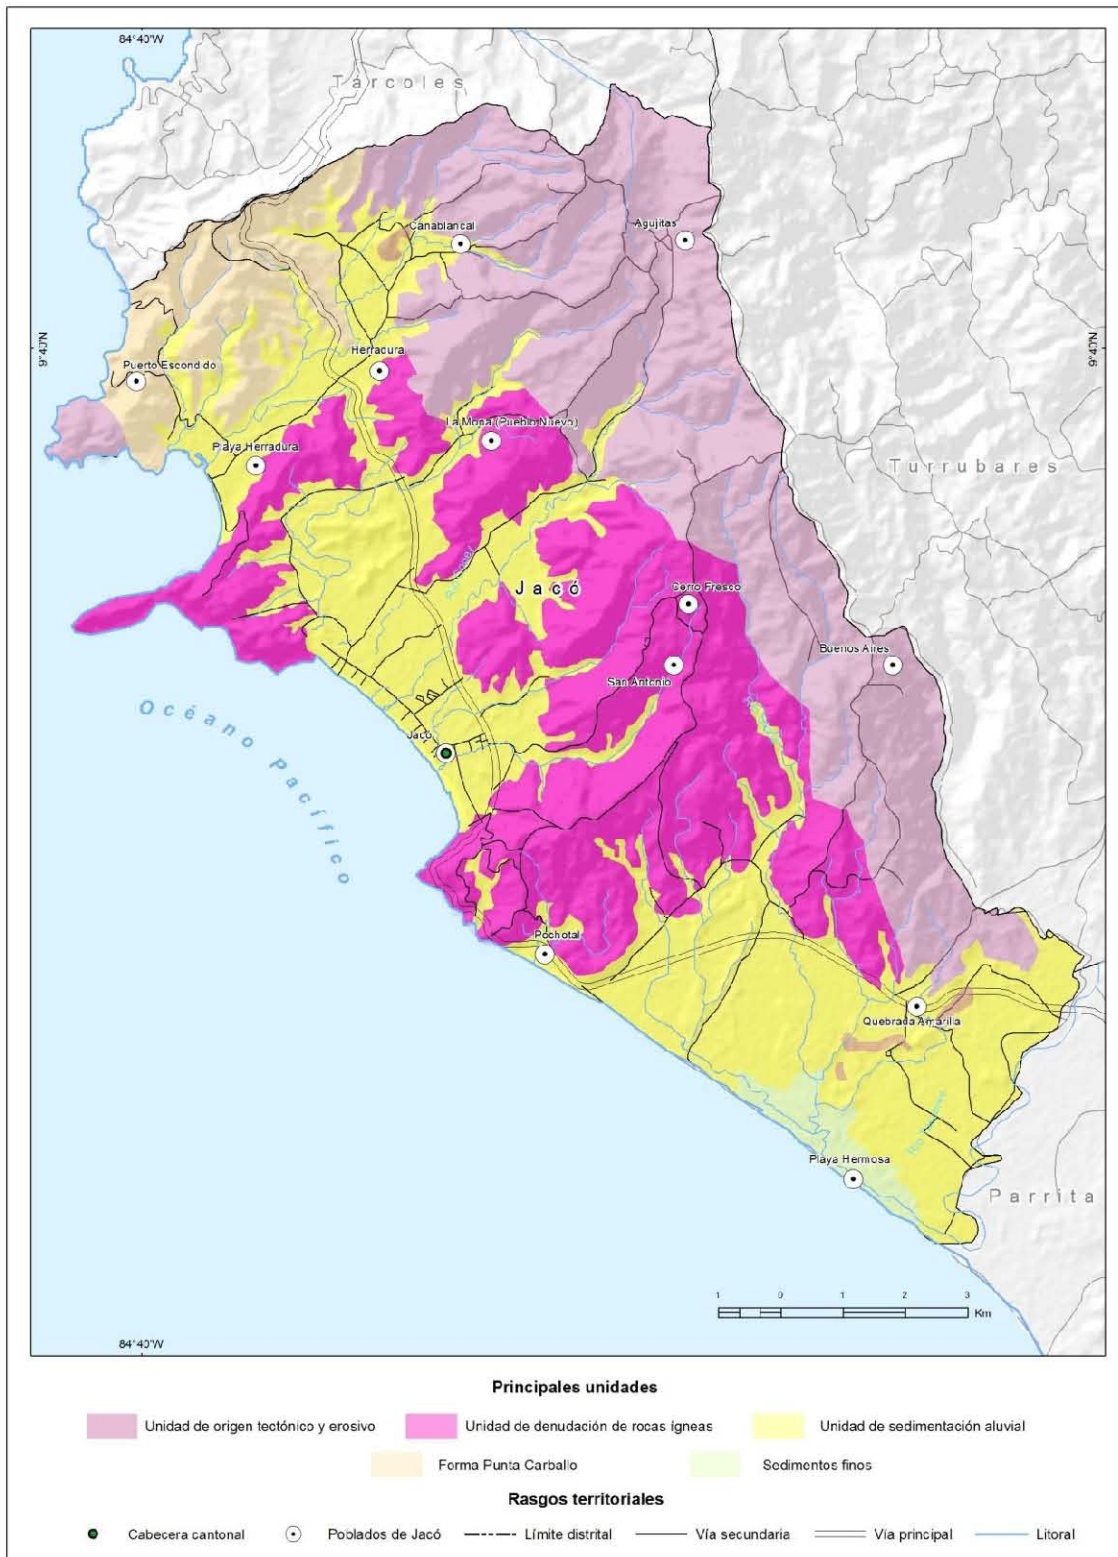 84°40'W
Tárcoles
Cañablancal
Agujitas
9°40'N
9°40'N
Herradura
Puerto Escondido
La Mona (Pueblo Nuevo)
Playa Herradura
Turrubares
Jacó
Cerro Fresco
Buenos Aires
San Antonio
Océano Pacífico
Jacó
Pochotal
Quebrada Amarilla
Playa Hermosa
Parrita
1 0 1 2 3
Km
84°40'W
Principales unidades
Unidad de origen tectónico y erosivo Unidad de denudación de rocas ígneas Unidad de sedimentación aluvial
Forma Punta Carballo Sedimentos finos
Rasgos territoriales
Cabecera cantonal Poblados de Jacó Límite distrital Vía secundaria Vía principal Litoral